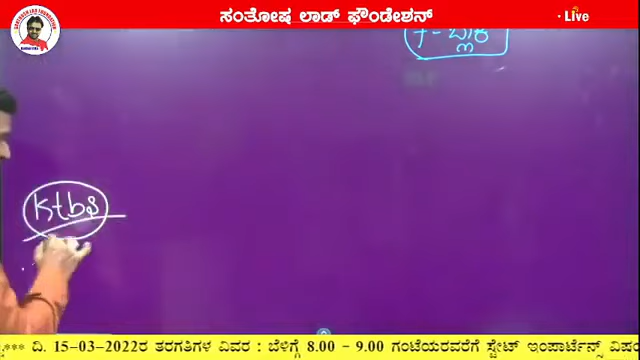 ಸಂತೋಷ ಲಾಡ್ ಫೌಂಡೇಶನ್
Live
f - ಬ್ಲಾಕ
Ktbs
*** ದಿ. 15-03-2022ರ ತರಗತಿಗಳ ವಿವರ : ಬೆಳಿಗ್ಗೆ 8.00 - 9.00 ಗಂಟೆಯವರೆಗೆ ಸ್ಟೇಟ್ ಇಂಪಾರ್ಟೆನ್ಸ್